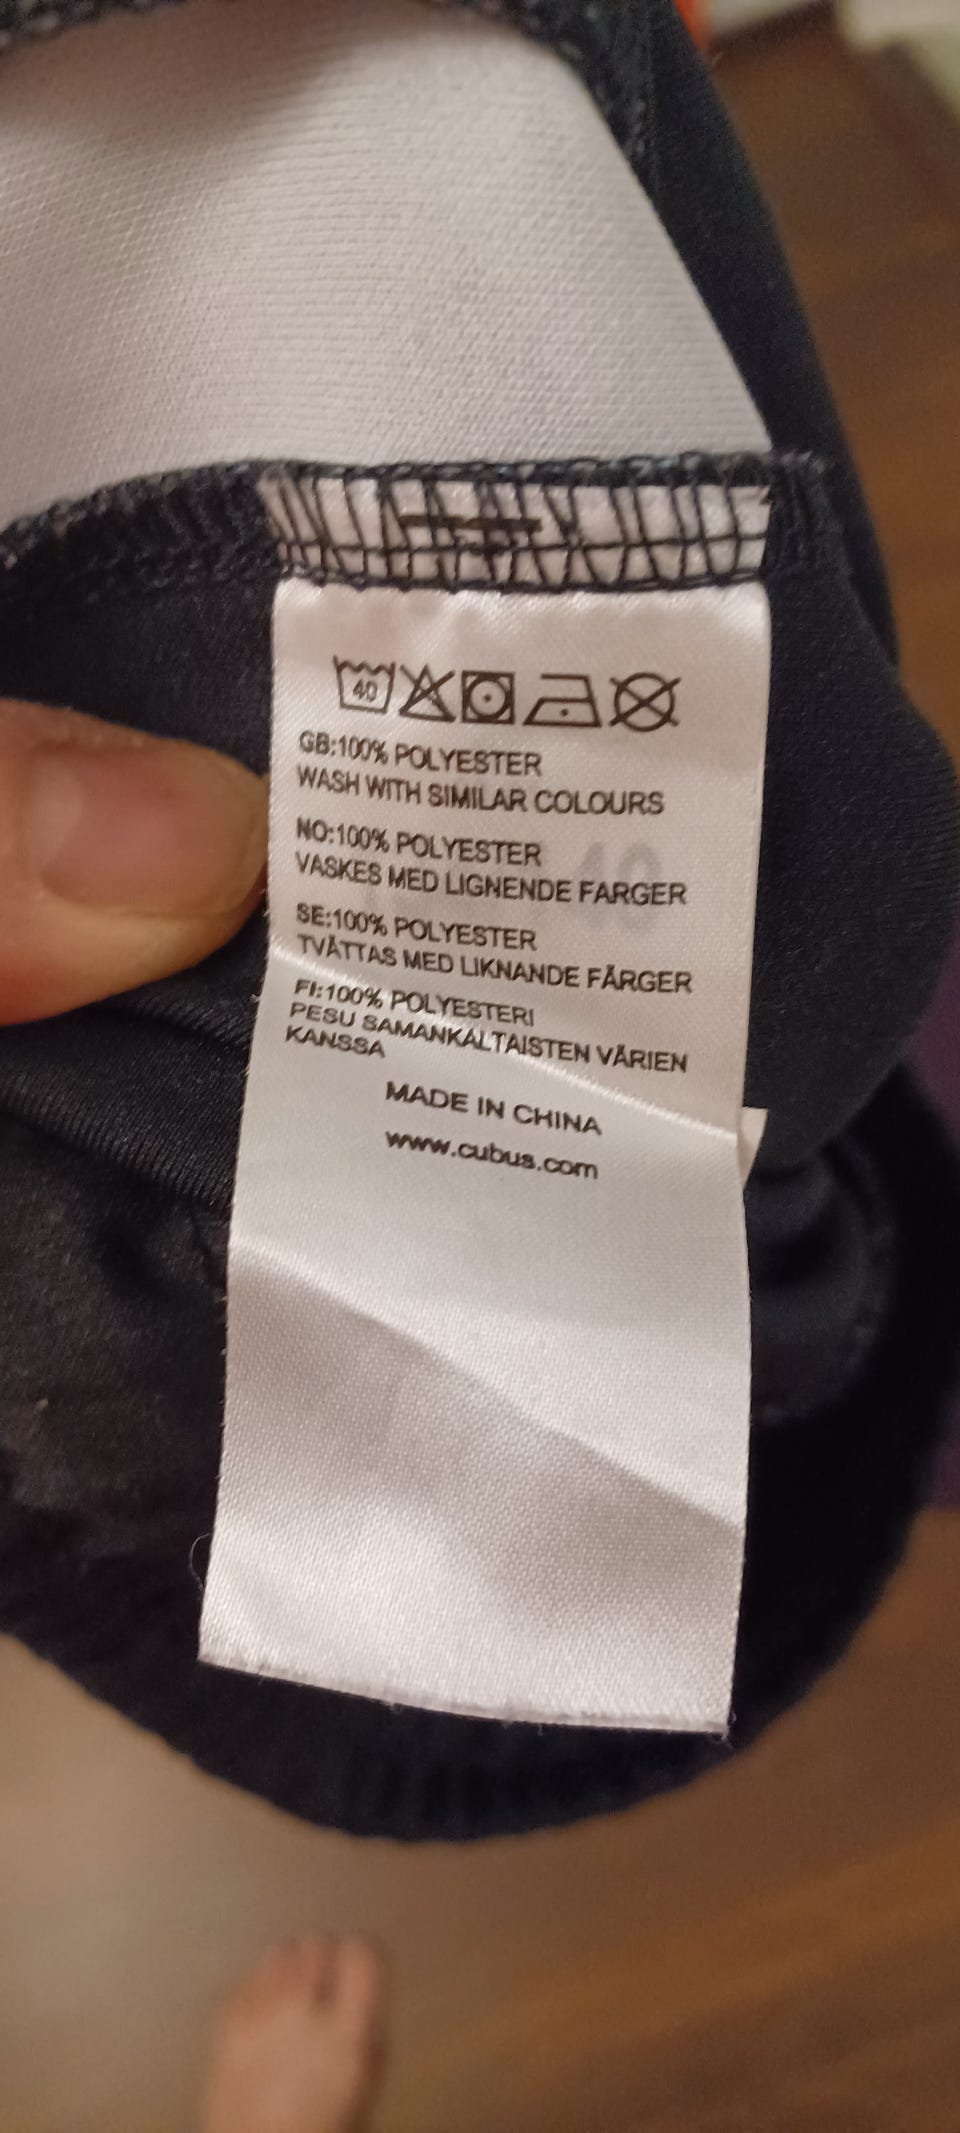 40
GB:100% POLYESTER
WASH WITH SIMILAR COLOURS
NO:100% POLYESTER
VASKES MED LIGNENDE FARGER
SE:100% POLYESTER
TVÄTTAS MED LIKNANDE FÄRGER
FI:100% POLYESTERI
PESU SAMANKALTAISTEN VÄRIEN
KANSSA
MADE IN CHINA
www.cubus.com